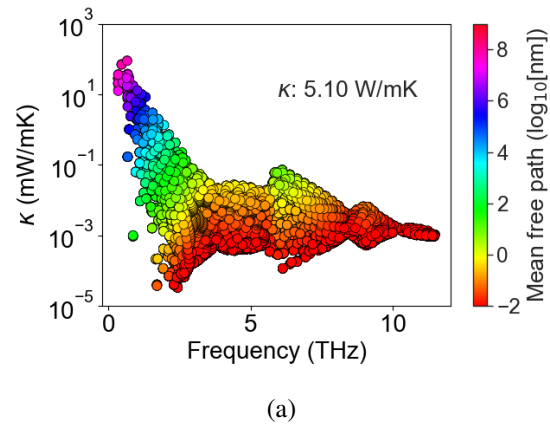 10³
10¹
10⁻¹
10⁻³
10⁻⁵
κ (mW/mK)
κ: 5.10 W/mK
0
5
10
Frequency (THz)
8
6
4
2
0
−2
Mean free path (log₁₀[nm])
(a)